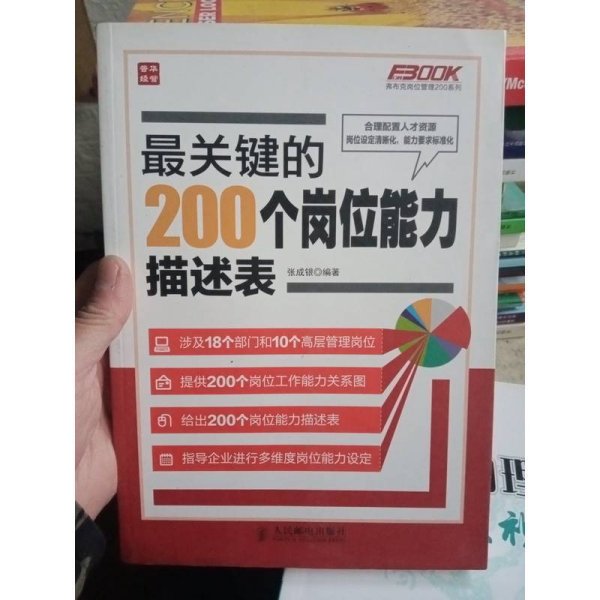 普华
经管
FBOOK
弗布克岗位管理200系列
合理配置人才资源
岗位设定清晰化，能力要求标准化
最关键的
200个岗位能力
描述表
张成银◎编著
涉及18个部门和10个高层管理岗位
提供200个岗位工作能力关系图
给出200个岗位能力描述表
指导企业进行多维度岗位能力设定
人民邮电出版社